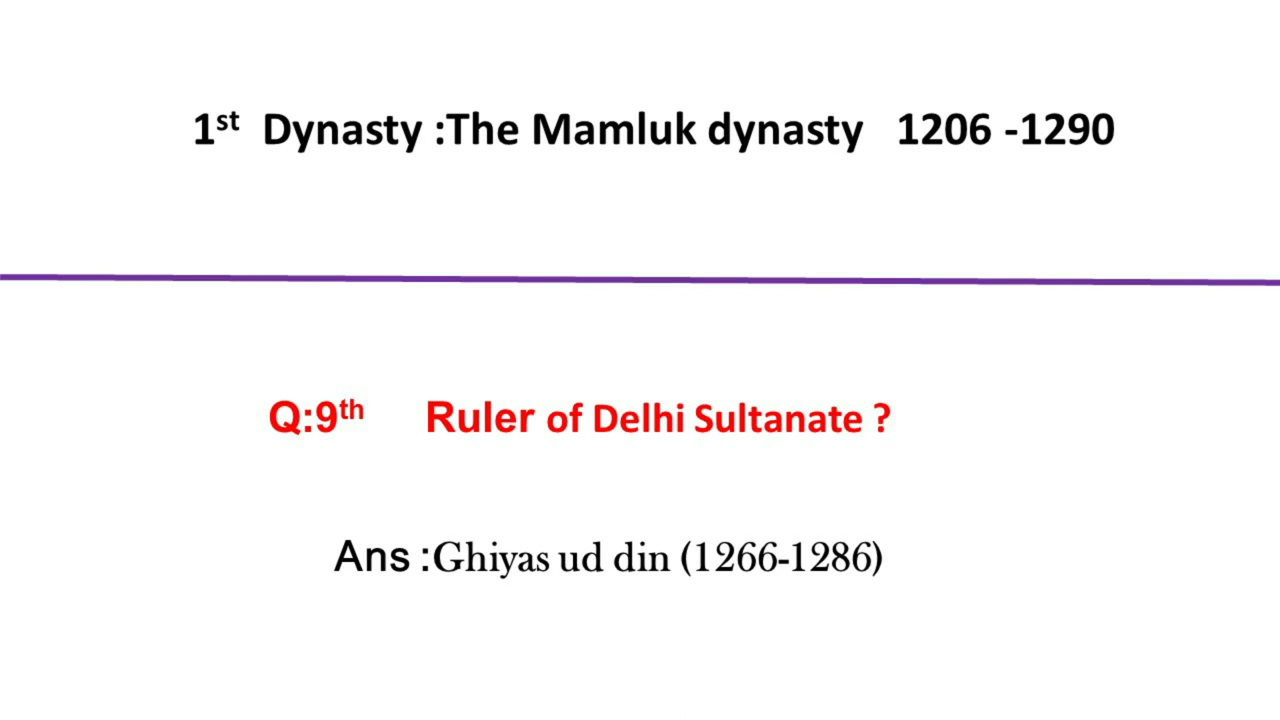 1st Dynasty :The Mamluk dynasty 1206 -1290
Q:9th Ruler of Delhi Sultanate ?
Ans :Ghiyas ud din (1266-1286)